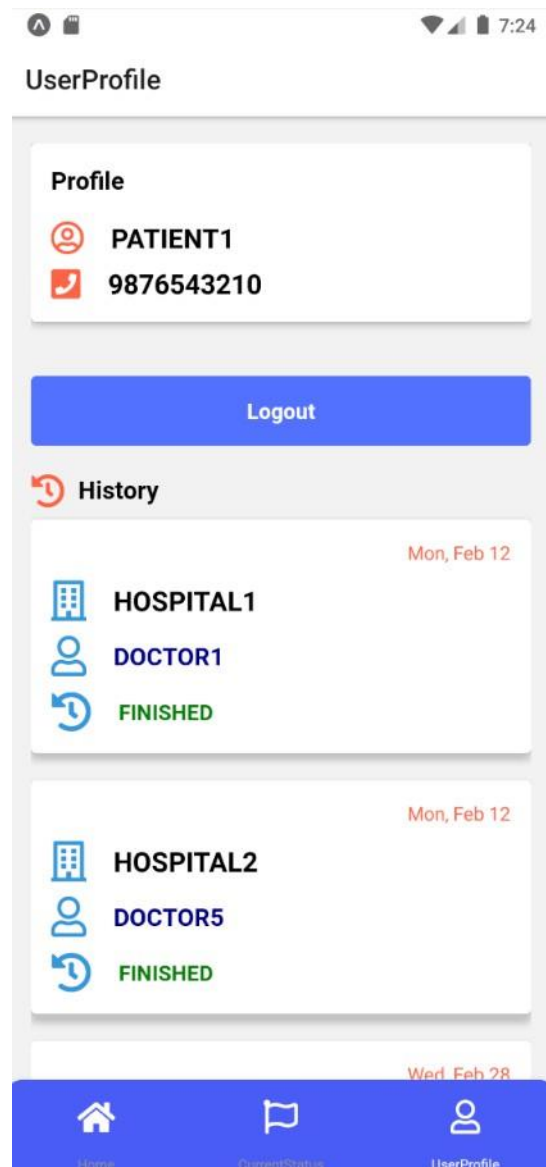 7:24
UserProfile
Profile
PATIENT1
9876543210
Logout
History
Mon, Feb 12
HOSPITAL1
DOCTOR1
FINISHED
Mon, Feb 12
HOSPITAL2
DOCTOR5
FINISHED
Wed, Feb 28
Home CurrentStatus UserProfile